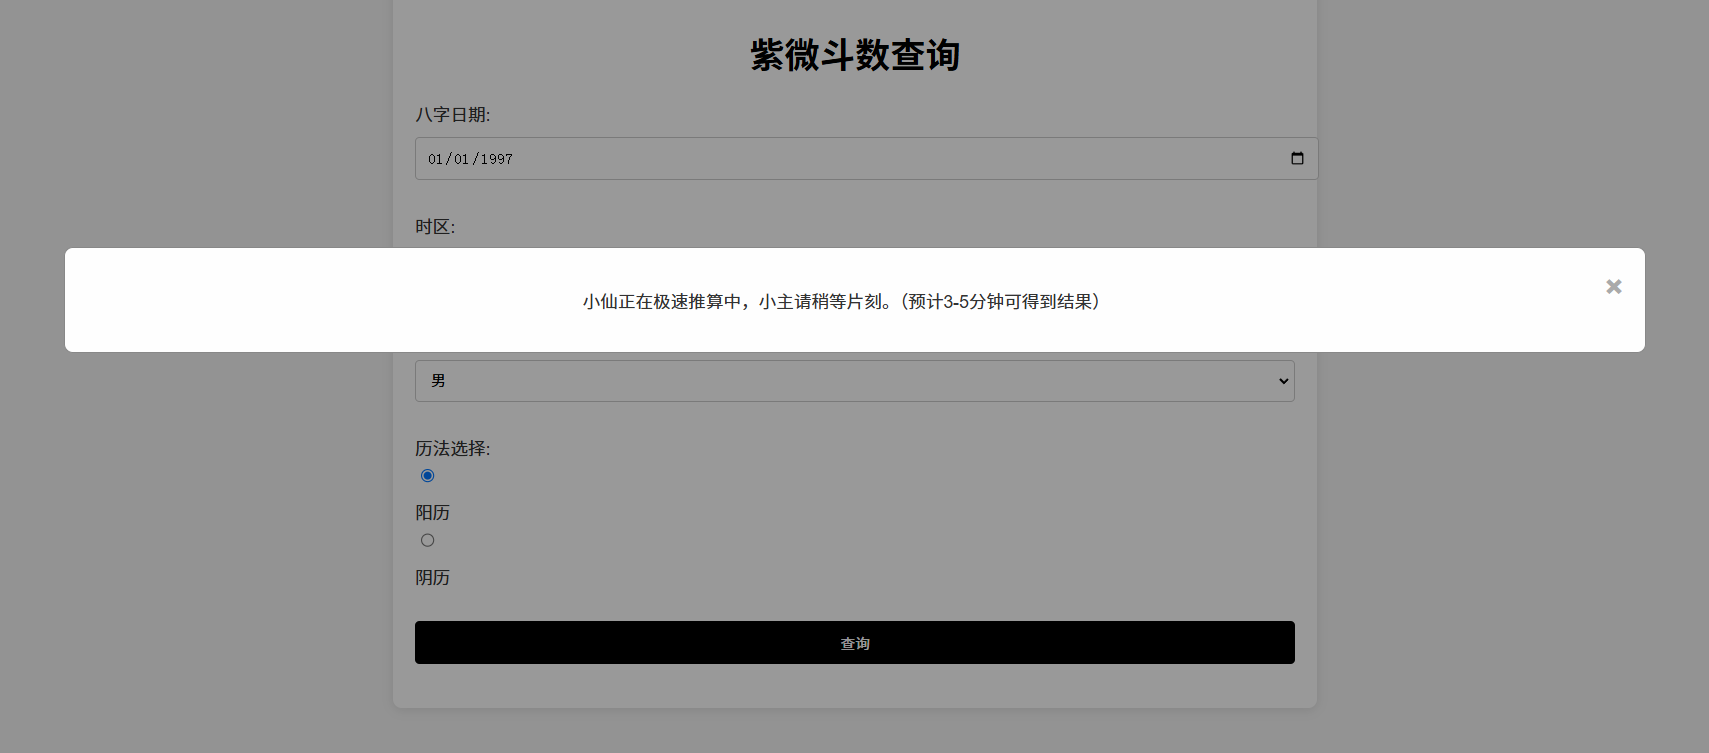 紫微斗数查询
八字日期:
01/01/1997
时区:
小仙正在极速推算中，小主请稍等片刻。（预计3-5分钟可得到结果）
男
历法选择:
阳历
阴历
查询